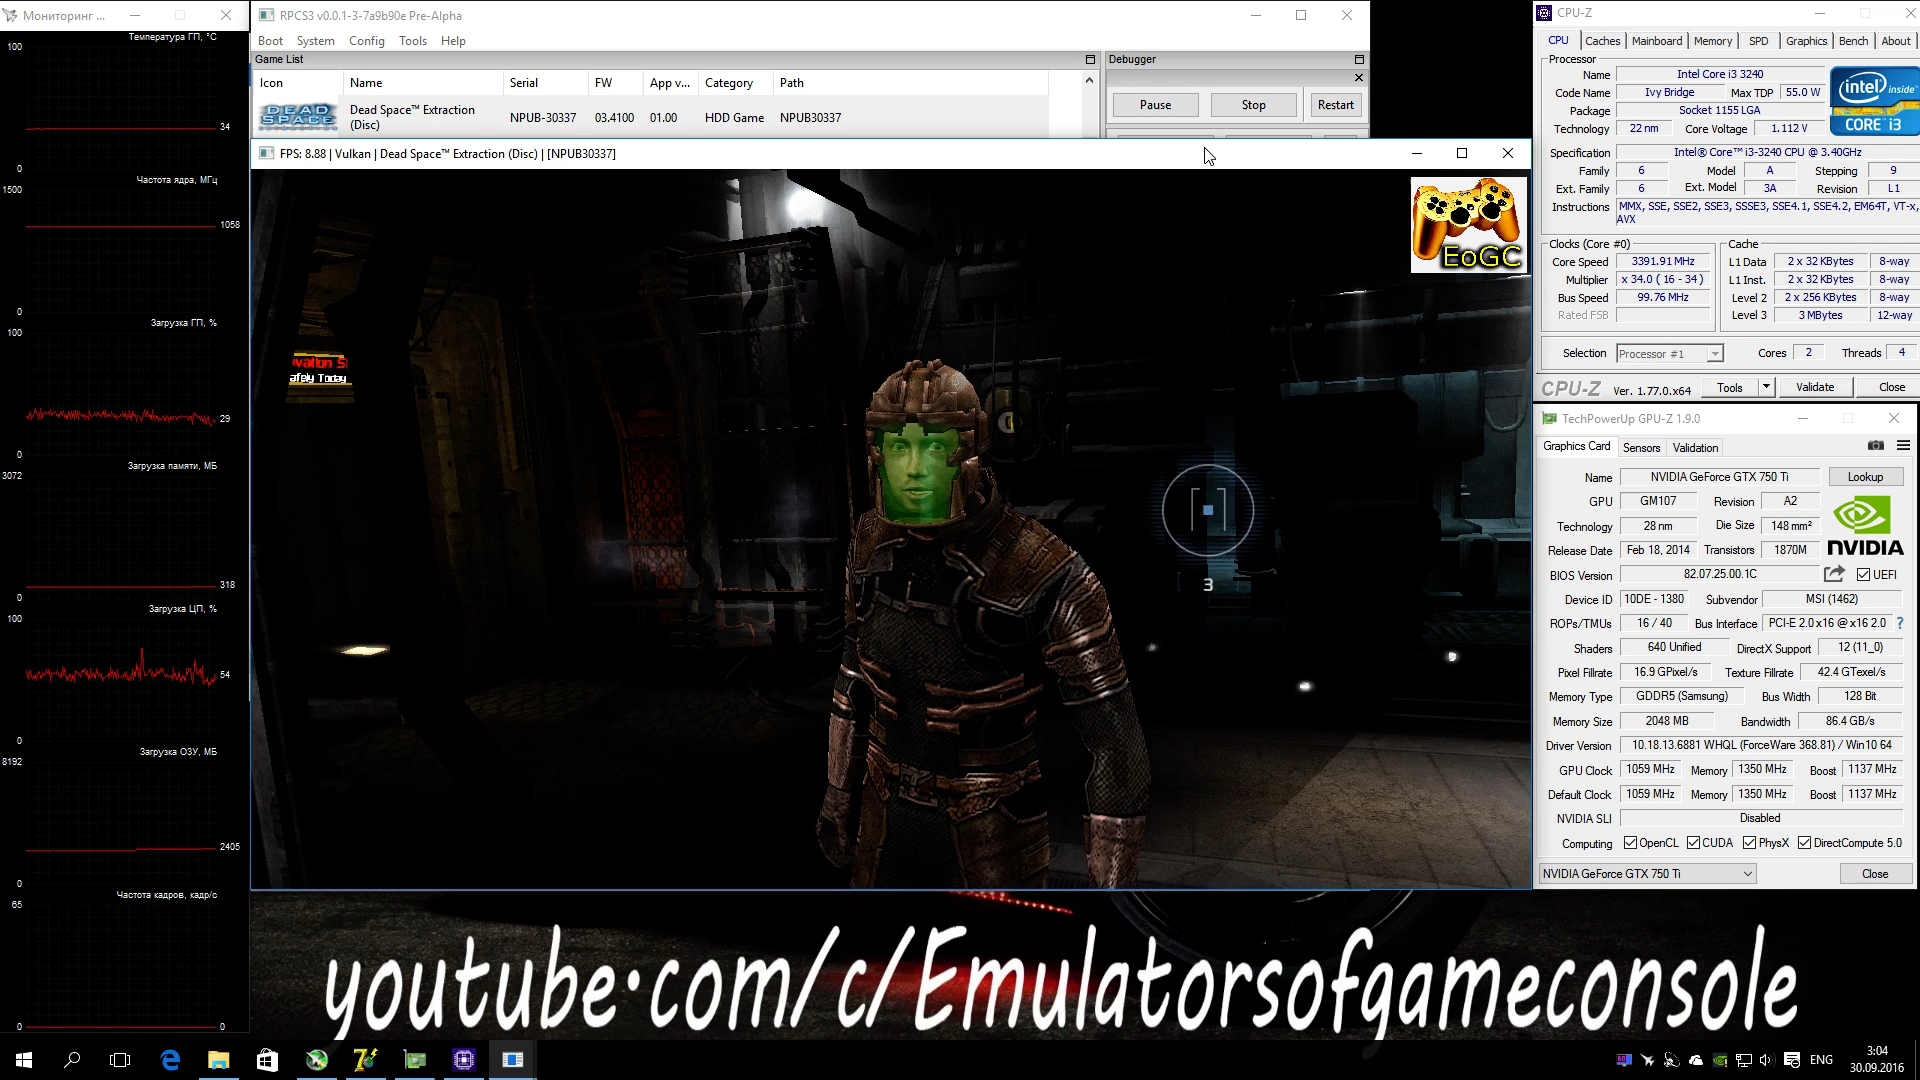 Мониторинг ...
Температура ГП, °C
100
34
0
Частота ядра, МГц
1500
1058
0
Загрузка ГП, %
100
29
0
Загрузка памяти, МБ
3072
318
0
Загрузка ЦП, %
100
54
0
Загрузка ОЗУ, МБ
8192
2405
0
Частота кадров, кадр/с
65
0
0
RPCS3 v0.0.1-3-7a9b90e Pre-Alpha
Boot System Config Tools Help
Game List
Icon Name Serial FW App v... Category Path
DEAD SPACE
Dead Space™ Extraction (Disc) NPUB-30337 03.4100 01.00 HDD Game NPUB30337
Debugger
Pause Stop Restart
FPS: 8.88 | Vulkan | Dead Space™ Extraction (Disc) | [NPUB30337]
EoGC
afely Today
3
CPU-Z
CPU Caches Mainboard Memory SPD Graphics Bench About
Processor
Name Intel Core i3 3240
Code Name Ivy Bridge Max TDP 55.0 W
Package Socket 1155 LGA
Technology 22 nm Core Voltage 1.112 V
intel inside™
CORE i3
Specification Intel® Core™ i3-3240 CPU @ 3.40GHz
Family 6 Model A Stepping 9
Ext. Family 6 Ext. Model 3A Revision L1
Instructions MMX, SSE, SSE2, SSE3, SSSE3, SSE4.1, SSE4.2, EM64T, VT-x,
AVX
Clocks (Core #0)
Core Speed 3391.91 MHz
Multiplier x 34.0 ( 16 - 34 )
Bus Speed 99.76 MHz
Rated FSB
Cache
L1 Data 2 x 32 KBytes 8-way
L1 Inst. 2 x 32 KBytes 8-way
Level 2 2 x 256 KBytes 8-way
Level 3 3 MBytes 12-way
Selection Processor #1 Cores 2 Threads 4
CPU-Z Ver. 1.77.0.x64 Tools Validate Close
TechPowerUp GPU-Z 1.9.0
Graphics Card Sensors Validation
Name NVIDIA GeForce GTX 750 Ti Lookup
GPU GM107 Revision A2
Technology 28 nm Die Size 148 mm²
Release Date Feb 18, 2014 Transistors 1870M
NVIDIA
BIOS Version 82.07.25.00.1C UEFI
Device ID 10DE - 1380 Subvendor MSI (1462)
ROPs/TMUs 16 / 40 Bus Interface PCI-E 2.0 x16 @ x16 2.0 ?
Shaders 640 Unified DirectX Support 12 (11_0)
Pixel Fillrate 16.9 GPixel/s Texture Fillrate 42.4 GTexel/s
Memory Type GDDR5 (Samsung) Bus Width 128 Bit
Memory Size 2048 MB Bandwidth 86.4 GB/s
Driver Version 10.18.13.6881 WHQL (ForceWare 368.81) / Win10 64
GPU Clock 1059 MHz Memory 1350 MHz Boost 1137 MHz
Default Clock 1059 MHz Memory 1350 MHz Boost 1137 MHz
NVIDIA SLI Disabled
Computing OpenCL CUDA PhysX DirectCompute 5.0
NVIDIA GeForce GTX 750 Ti Close
youtube.com/c/Emulatorsofgameconsole
ENG
3:04
30.09.2016